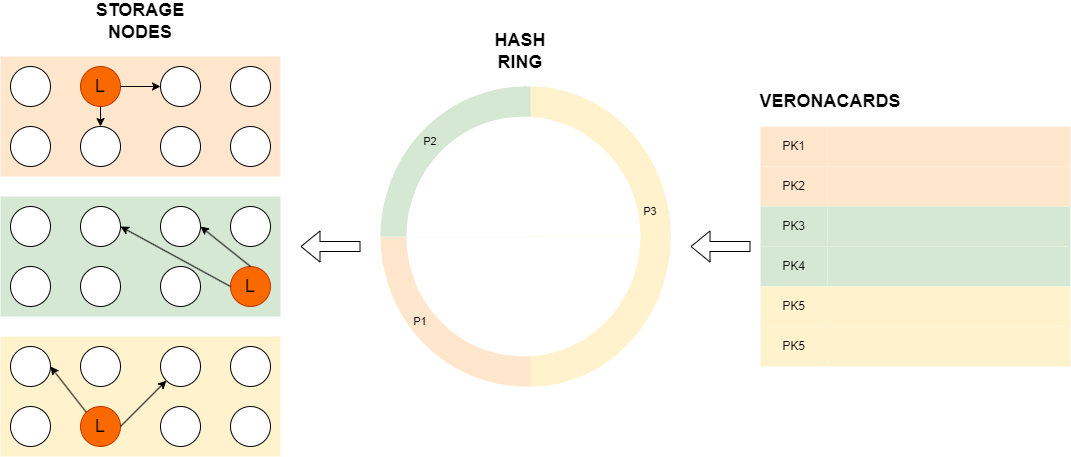 STORAGE
NODES
L
L
L
HASH
RING
P2
P3
P1
VERONACARDS
PK1
PK2
PK3
PK4
PK5
PK5